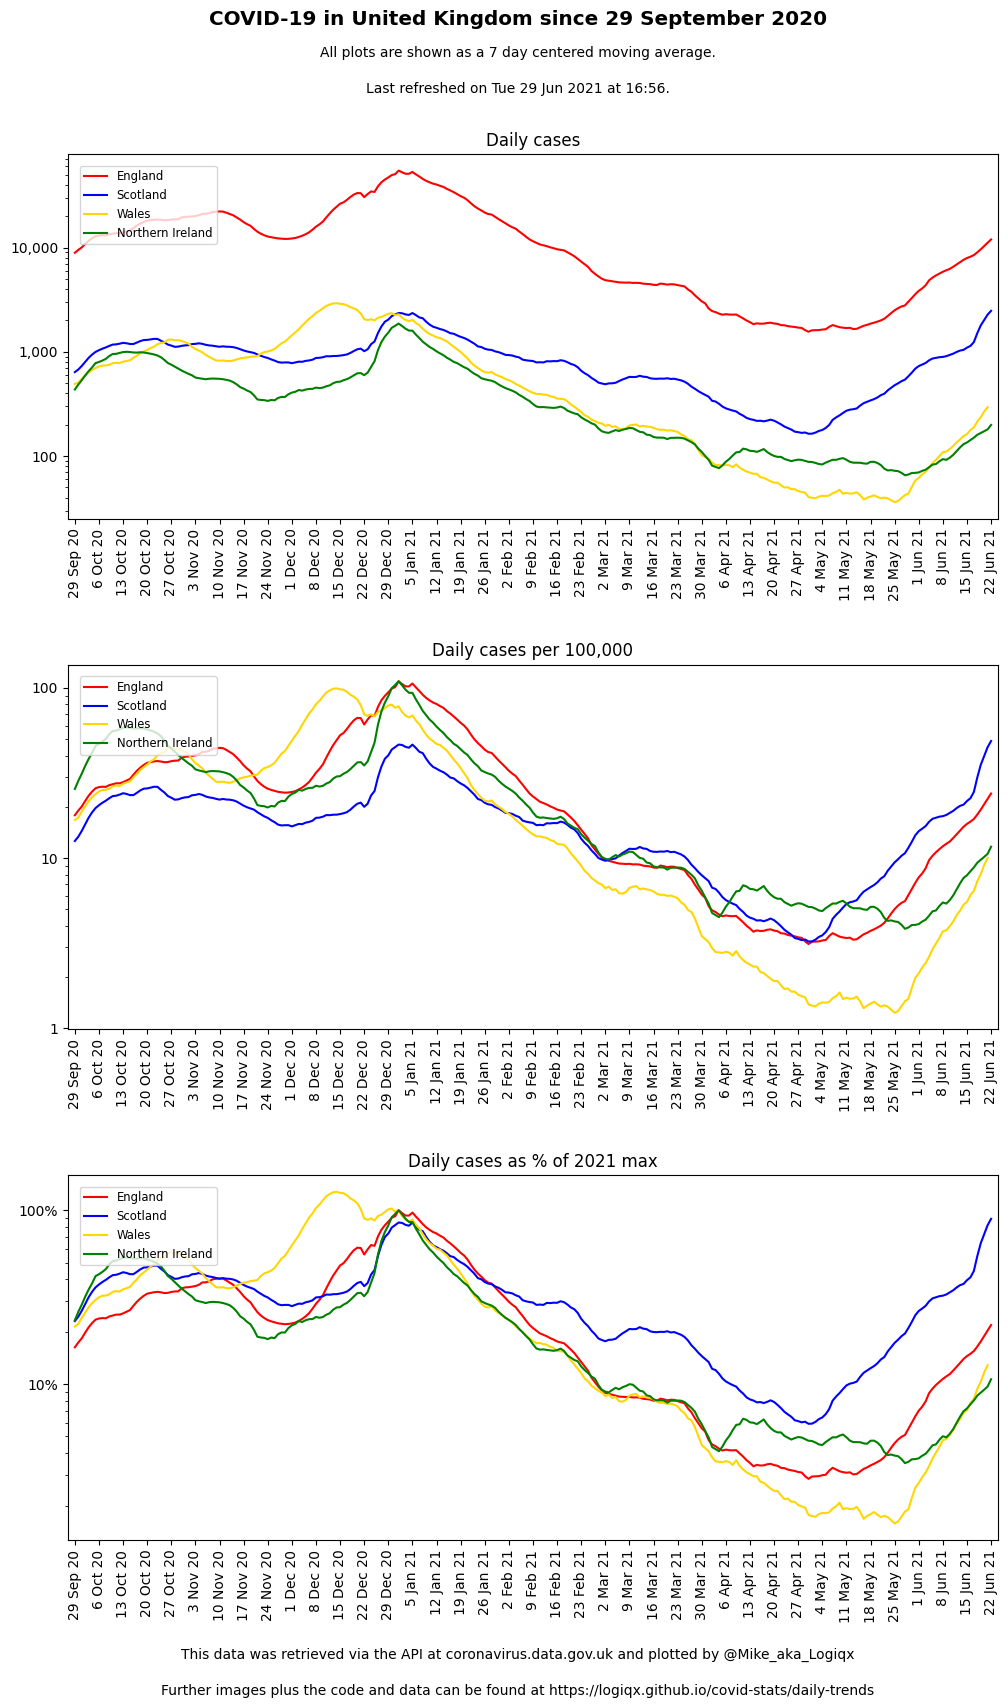 COVID-19 in United Kingdom since 29 September 2020
All plots are shown as a 7 day centered moving average.
Last refreshed on Tue 29 Jun 2021 at 16:56.
Daily cases
England
Scotland
Wales
Northern Ireland
10,000
1,000
100
29 Sep 20
6 Oct 20
13 Oct 20
20 Oct 20
27 Oct 20
3 Nov 20
10 Nov 20
17 Nov 20
24 Nov 20
1 Dec 20
8 Dec 20
15 Dec 20
22 Dec 20
29 Dec 20
5 Jan 21
12 Jan 21
19 Jan 21
26 Jan 21
2 Feb 21
9 Feb 21
16 Feb 21
23 Feb 21
2 Mar 21
9 Mar 21
16 Mar 21
23 Mar 21
30 Mar 21
6 Apr 21
13 Apr 21
20 Apr 21
27 Apr 21
4 May 21
11 May 21
18 May 21
25 May 21
1 Jun 21
8 Jun 21
15 Jun 21
22 Jun 21
Daily cases per 100,000
England
Scotland
Wales
Northern Ireland
100
10
1
29 Sep 20
6 Oct 20
13 Oct 20
20 Oct 20
27 Oct 20
3 Nov 20
10 Nov 20
17 Nov 20
24 Nov 20
1 Dec 20
8 Dec 20
15 Dec 20
22 Dec 20
29 Dec 20
5 Jan 21
12 Jan 21
19 Jan 21
26 Jan 21
2 Feb 21
9 Feb 21
16 Feb 21
23 Feb 21
2 Mar 21
9 Mar 21
16 Mar 21
23 Mar 21
30 Mar 21
6 Apr 21
13 Apr 21
20 Apr 21
27 Apr 21
4 May 21
11 May 21
18 May 21
25 May 21
1 Jun 21
8 Jun 21
15 Jun 21
22 Jun 21
Daily cases as % of 2021 max
England
Scotland
Wales
Northern Ireland
100%
10%
29 Sep 20
6 Oct 20
13 Oct 20
20 Oct 20
27 Oct 20
3 Nov 20
10 Nov 20
17 Nov 20
24 Nov 20
1 Dec 20
8 Dec 20
15 Dec 20
22 Dec 20
29 Dec 20
5 Jan 21
12 Jan 21
19 Jan 21
26 Jan 21
2 Feb 21
9 Feb 21
16 Feb 21
23 Feb 21
2 Mar 21
9 Mar 21
16 Mar 21
23 Mar 21
30 Mar 21
6 Apr 21
13 Apr 21
20 Apr 21
27 Apr 21
4 May 21
11 May 21
18 May 21
25 May 21
1 Jun 21
8 Jun 21
15 Jun 21
22 Jun 21
This data was retrieved via the API at coronavirus.data.gov.uk and plotted by @Mike_aka_Logiqx
Further images plus the code and data can be found at https://logiqx.github.io/covid-stats/daily-trends